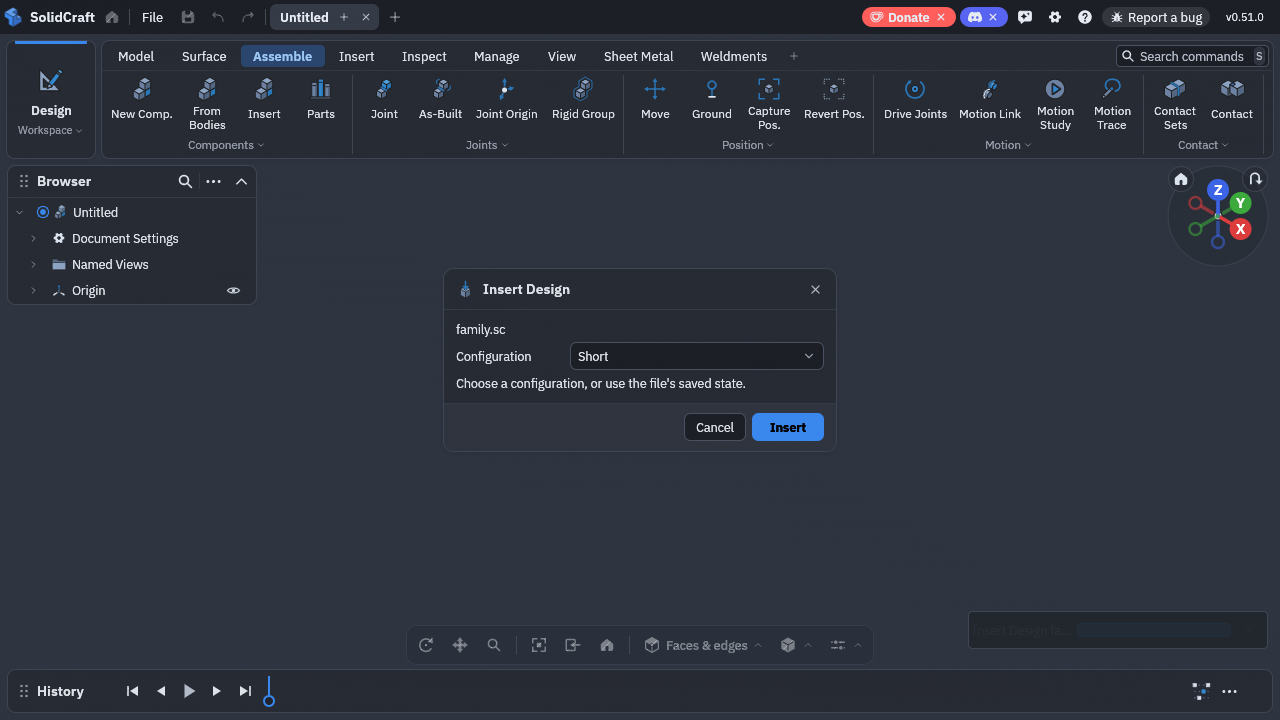 SolidCraft File Untitled Donate Report a bug v0.51.0
Model Surface Assemble Insert Inspect Manage View Sheet Metal Weldments Search commands S
Design
Workspace
New Comp. From Bodies Insert Parts
Components
Joint As-Built Joint Origin Rigid Group
Joints
Move Ground Capture Pos. Revert Pos.
Position
Drive Joints Motion Link Motion Study Motion Trace
Motion
Contact Sets Contact
Contact
Browser
Untitled
Document Settings
Named Views
Origin
Z
Y
X
Insert Design
family.sc
Configuration Short
Choose a configuration, or use the file's saved state.
Cancel Insert
Insert Design fa...
Faces & edges
History